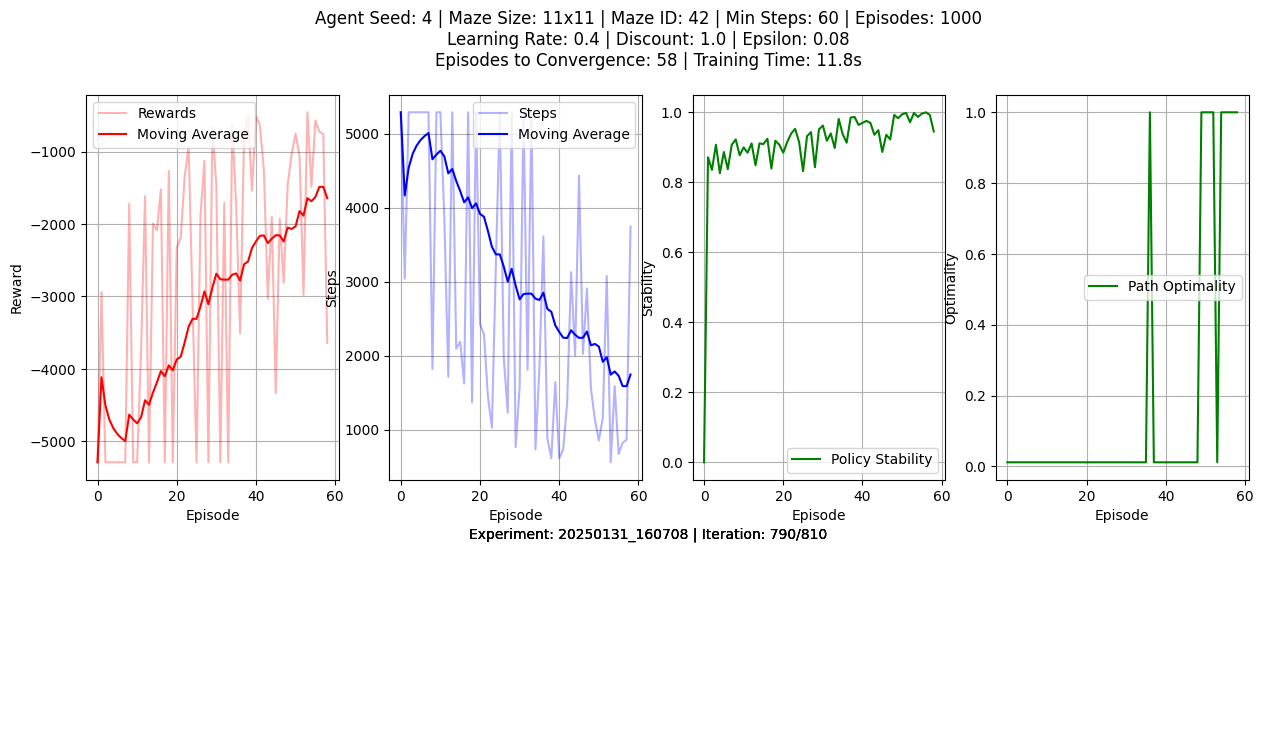 Agent Seed: 4 | Maze Size: 11x11 | Maze ID: 42 | Min Steps: 60 | Episodes: 1000
Learning Rate: 0.4 | Discount: 1.0 | Epsilon: 0.08
Episodes to Convergence: 58 | Training Time: 11.8s
Rewards
Moving Average
−1000
−2000
−3000
−4000
−5000
Reward
0
20
40
60
Episode
Steps
Moving Average
5000
4000
3000
2000
1000
Steps
0
20
40
60
Episode
1.0
0.8
0.6
0.4
0.2
0.0
Stability
Policy Stability
0
20
40
60
Episode
1.0
0.8
0.6
0.4
0.2
0.0
Optimality
Path Optimality
0
20
40
60
Episode
Experiment: 20250131_160708 | Iteration: 790/810